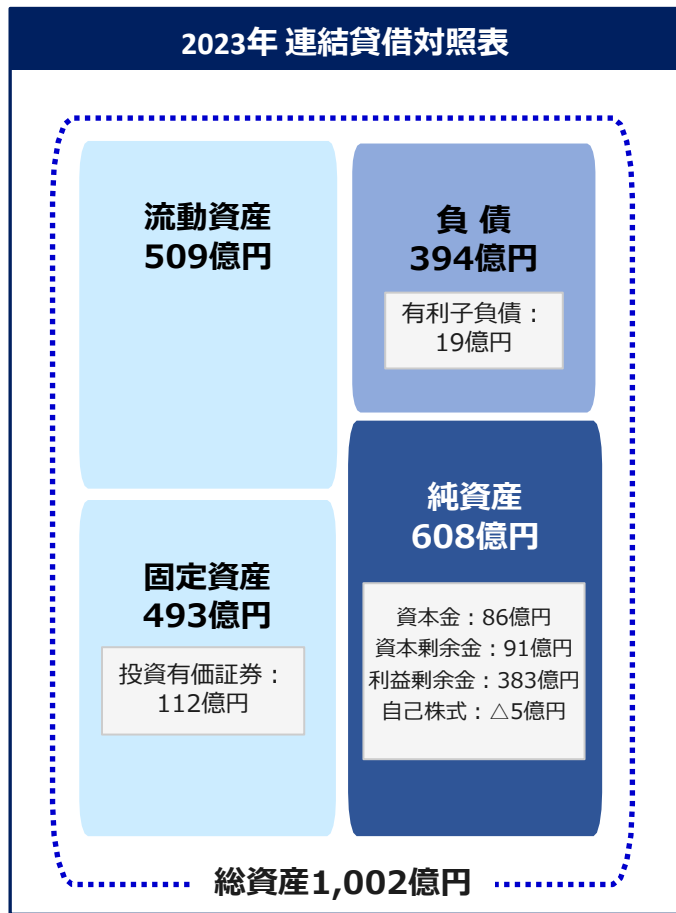 2023年 連結貸借対照表
流動資産
509億円
負 債
394億円
有利子負債：
19億円
固定資産
493億円
投資有価証券：
112億円
純資産
608億円
資本金：86億円
資本剰余金：91億円
利益剰余金：383億円
自己株式：△5億円
総資産1,002億円